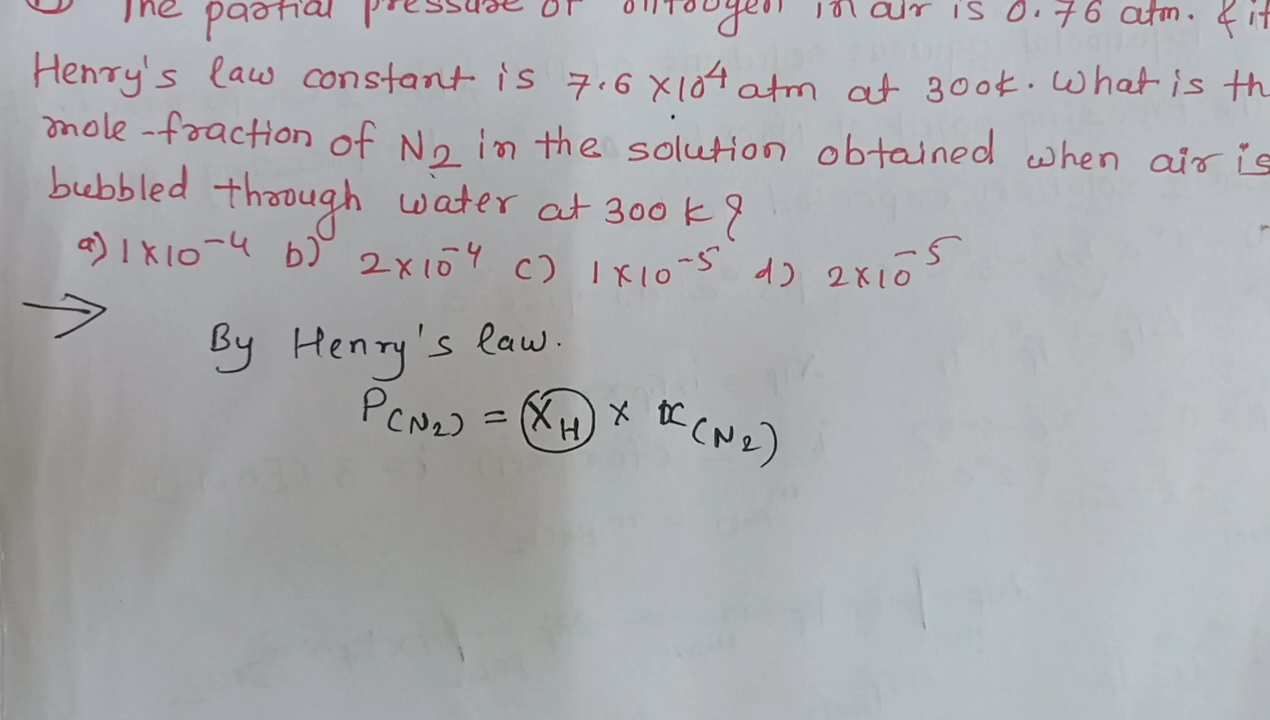 The partial pressure of nitrogen in air is 0.76 atm. & it
Henry's law constant is 7.6 ×10⁴ atm at 300k. What is th
mole-fraction of N₂ in the solution obtained when air is
bubbled through water at 300 k?
a) 1×10⁻⁴ b) 2×10⁻⁴ c) 1×10⁻⁵ d) 2×10⁻⁵
→ By Henry's law.
P(N₂) = (X_H) × x(N₂)